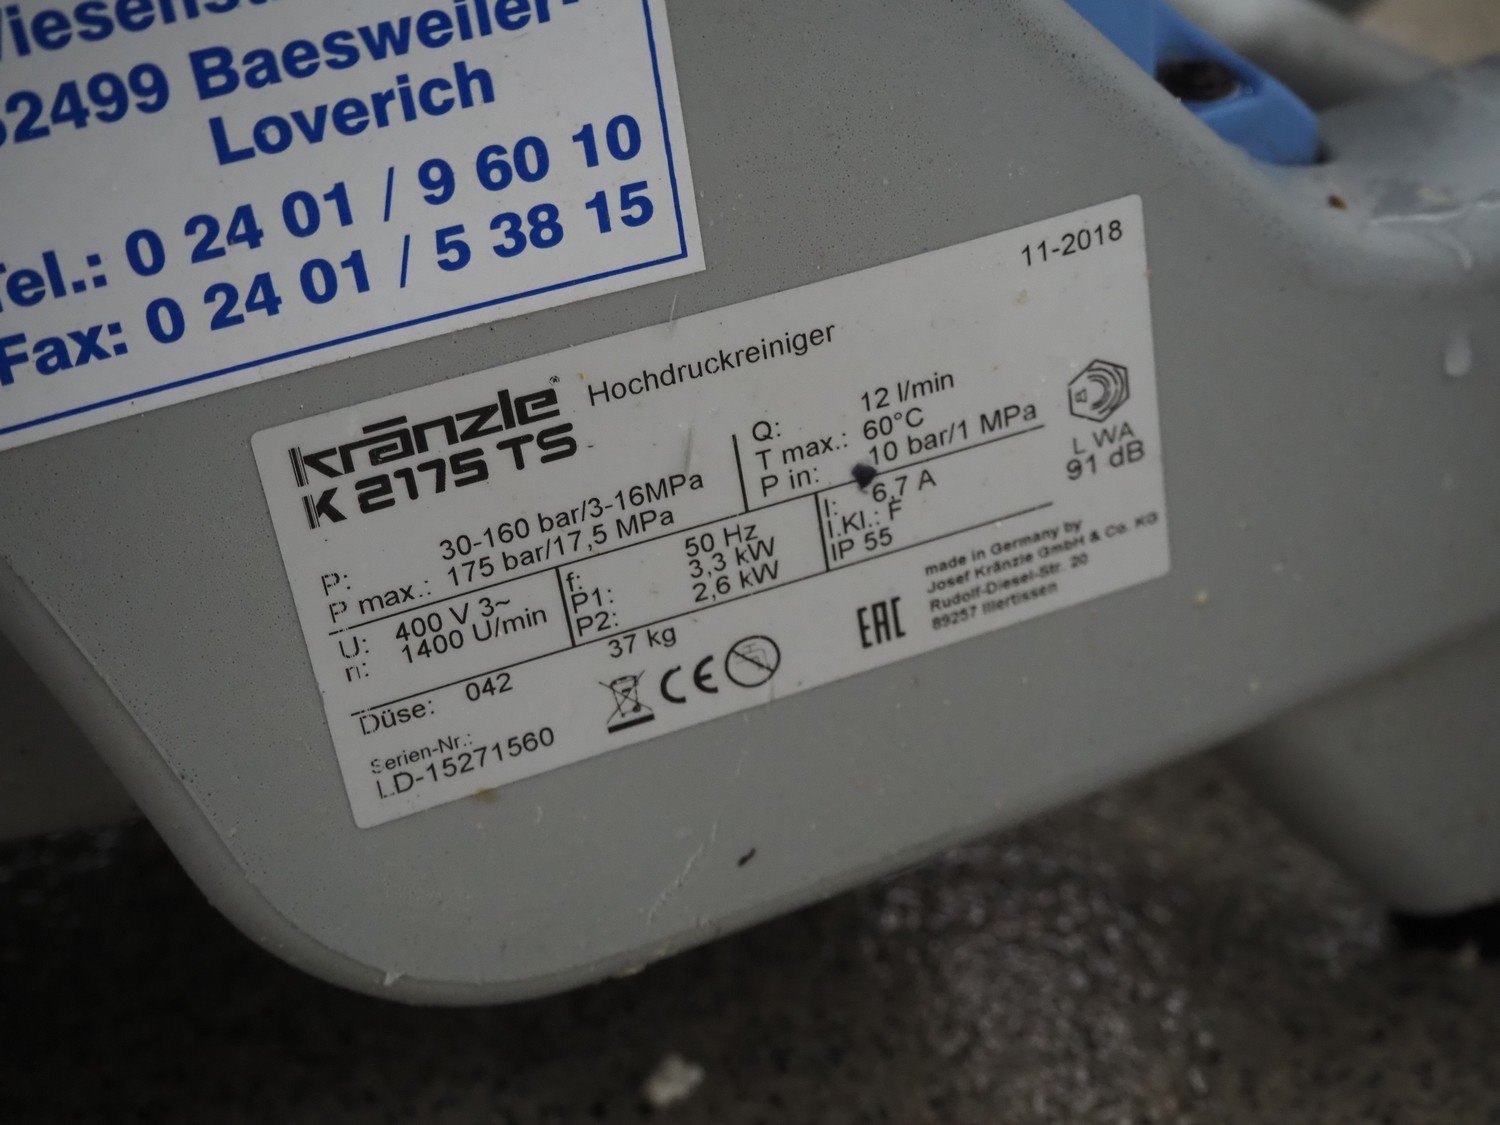 52499 Baesweiler-
Loverich
Tel.: 0 24 01 / 9 60 10
Fax: 0 24 01 / 5 38 15
11-2018
Kränzle
Hochdruckreiniger
K 2175 TS
P: 30-160 bar/3-16MPa
P max.: 175 bar/17,5 MPa
Q: 12 l/min
T max.: 60°C
P in: 10 bar/1 MPa
U: 400 V 3~
n: 1400 U/min
f: 50 Hz
P1: 3,3 kW
P2: 2,6 kW
I: 6,7 A
I.Kl.: F
IP 55
L WA
91 dB
Düse: 042
37 kg
CE
EAC
made in Germany by
Josef Kränzle GmbH & Co. KG
Rudolf-Diesel-Str. 20
89257 Illertissen
Serien-Nr.:
LD-15271560